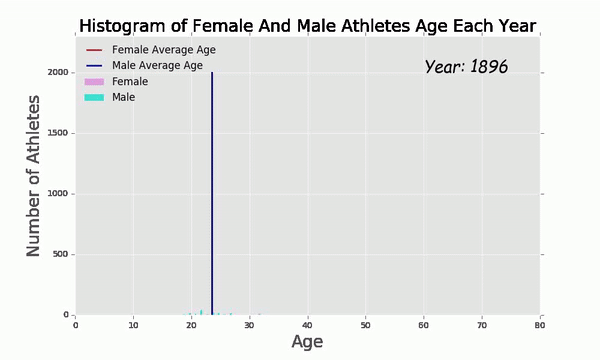 Histogram of Female And Male Athletes Age Each Year
Female Average Age
Male Average Age
Female
Male
Year: 1896
Number of Athletes
2000
1500
1000
500
0
0 10 20 30 40 50 60 70 80
Age